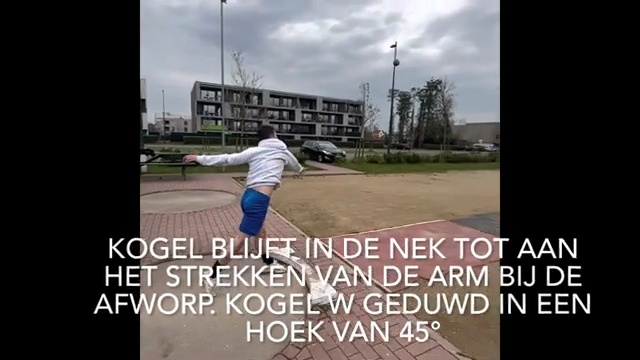 KOGEL BLIJFT IN DE NEK TOT AAN
HET STREKKEN VAN DE ARM BIJ DE
AFWORP. KOGEL W GEDUWD IN EEN
HOEK VAN 45°